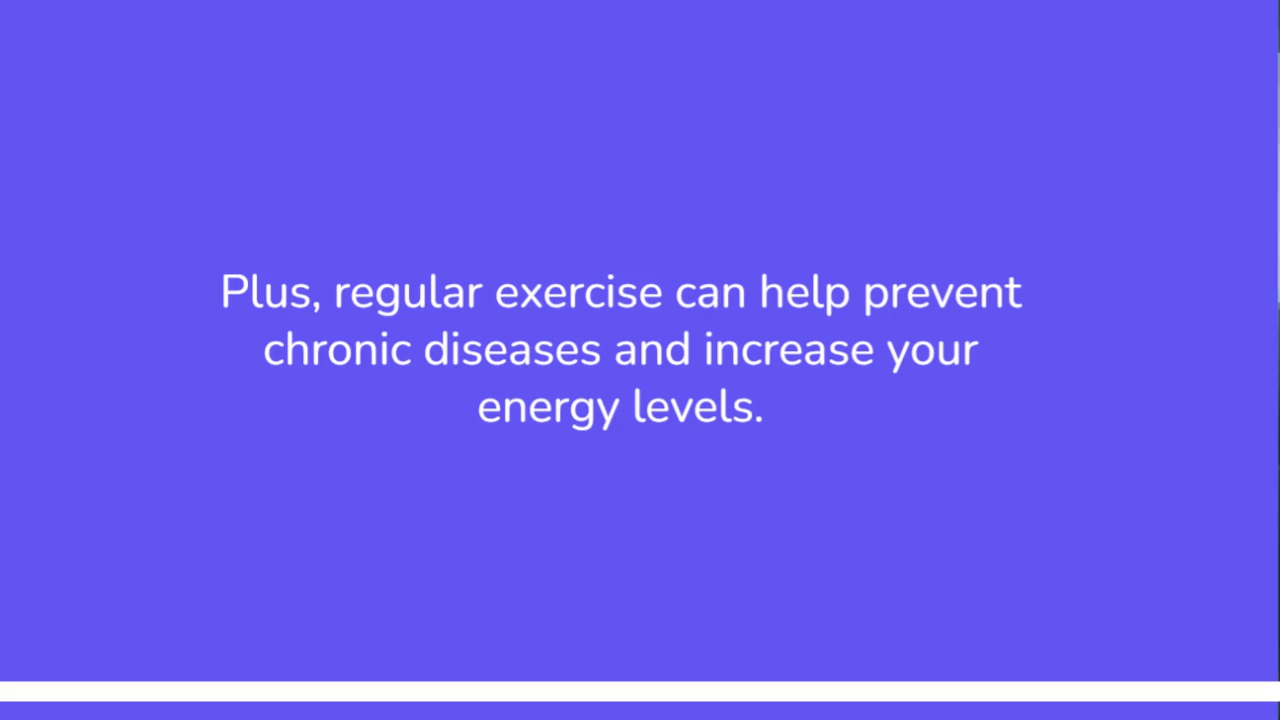 Plus, regular exercise can help prevent
chronic diseases and increase your
energy levels.